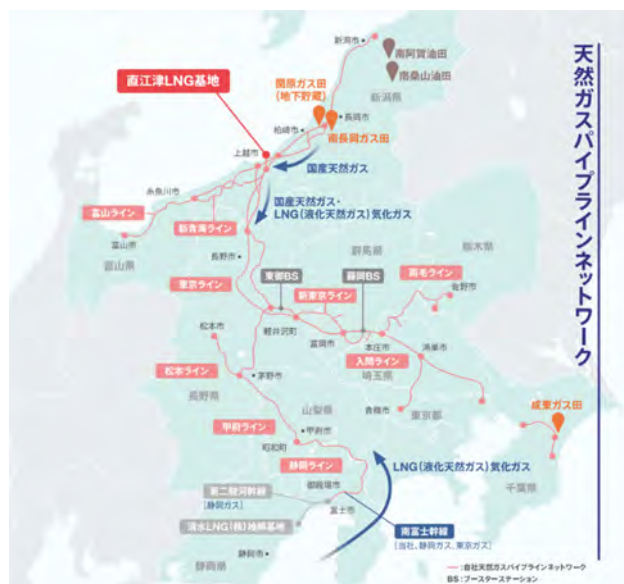 天然ガスパイプラインネットワーク
新潟市
南阿賀油田
南桑山油田
新潟県
直江津LNG基地
関原ガス田
(地下貯蔵)
長岡市
柏崎市
南長岡ガス田
上越市
国産天然ガス
糸魚川市
国産天然ガス・
LNG(液化天然ガス)気化ガス
富山ライン
新青海ライン
富山市
富山県
長野市
群馬県
栃木県
東京ライン
東御BS
藤岡BS
両毛ライン
佐野市
新東京ライン
松本市
軽井沢町
富岡市
本庄市
鴻巣市
入間ライン
松本ライン
茅野市
埼玉県
長野県
青梅市
東京都
成東ガス田
山梨県
甲府ライン
甲府市
昭和町
静岡ライン
LNG(液化天然ガス)気化ガス
千葉県
御殿場市
第二駿河幹線
[静岡ガス]
富士市
清水LNG(株)袖師基地
南富士幹線
[当社、静岡ガス、東京ガス]
静岡市
静岡県
:自社天然ガスパイプラインネットワーク
BS:ブースターステーション